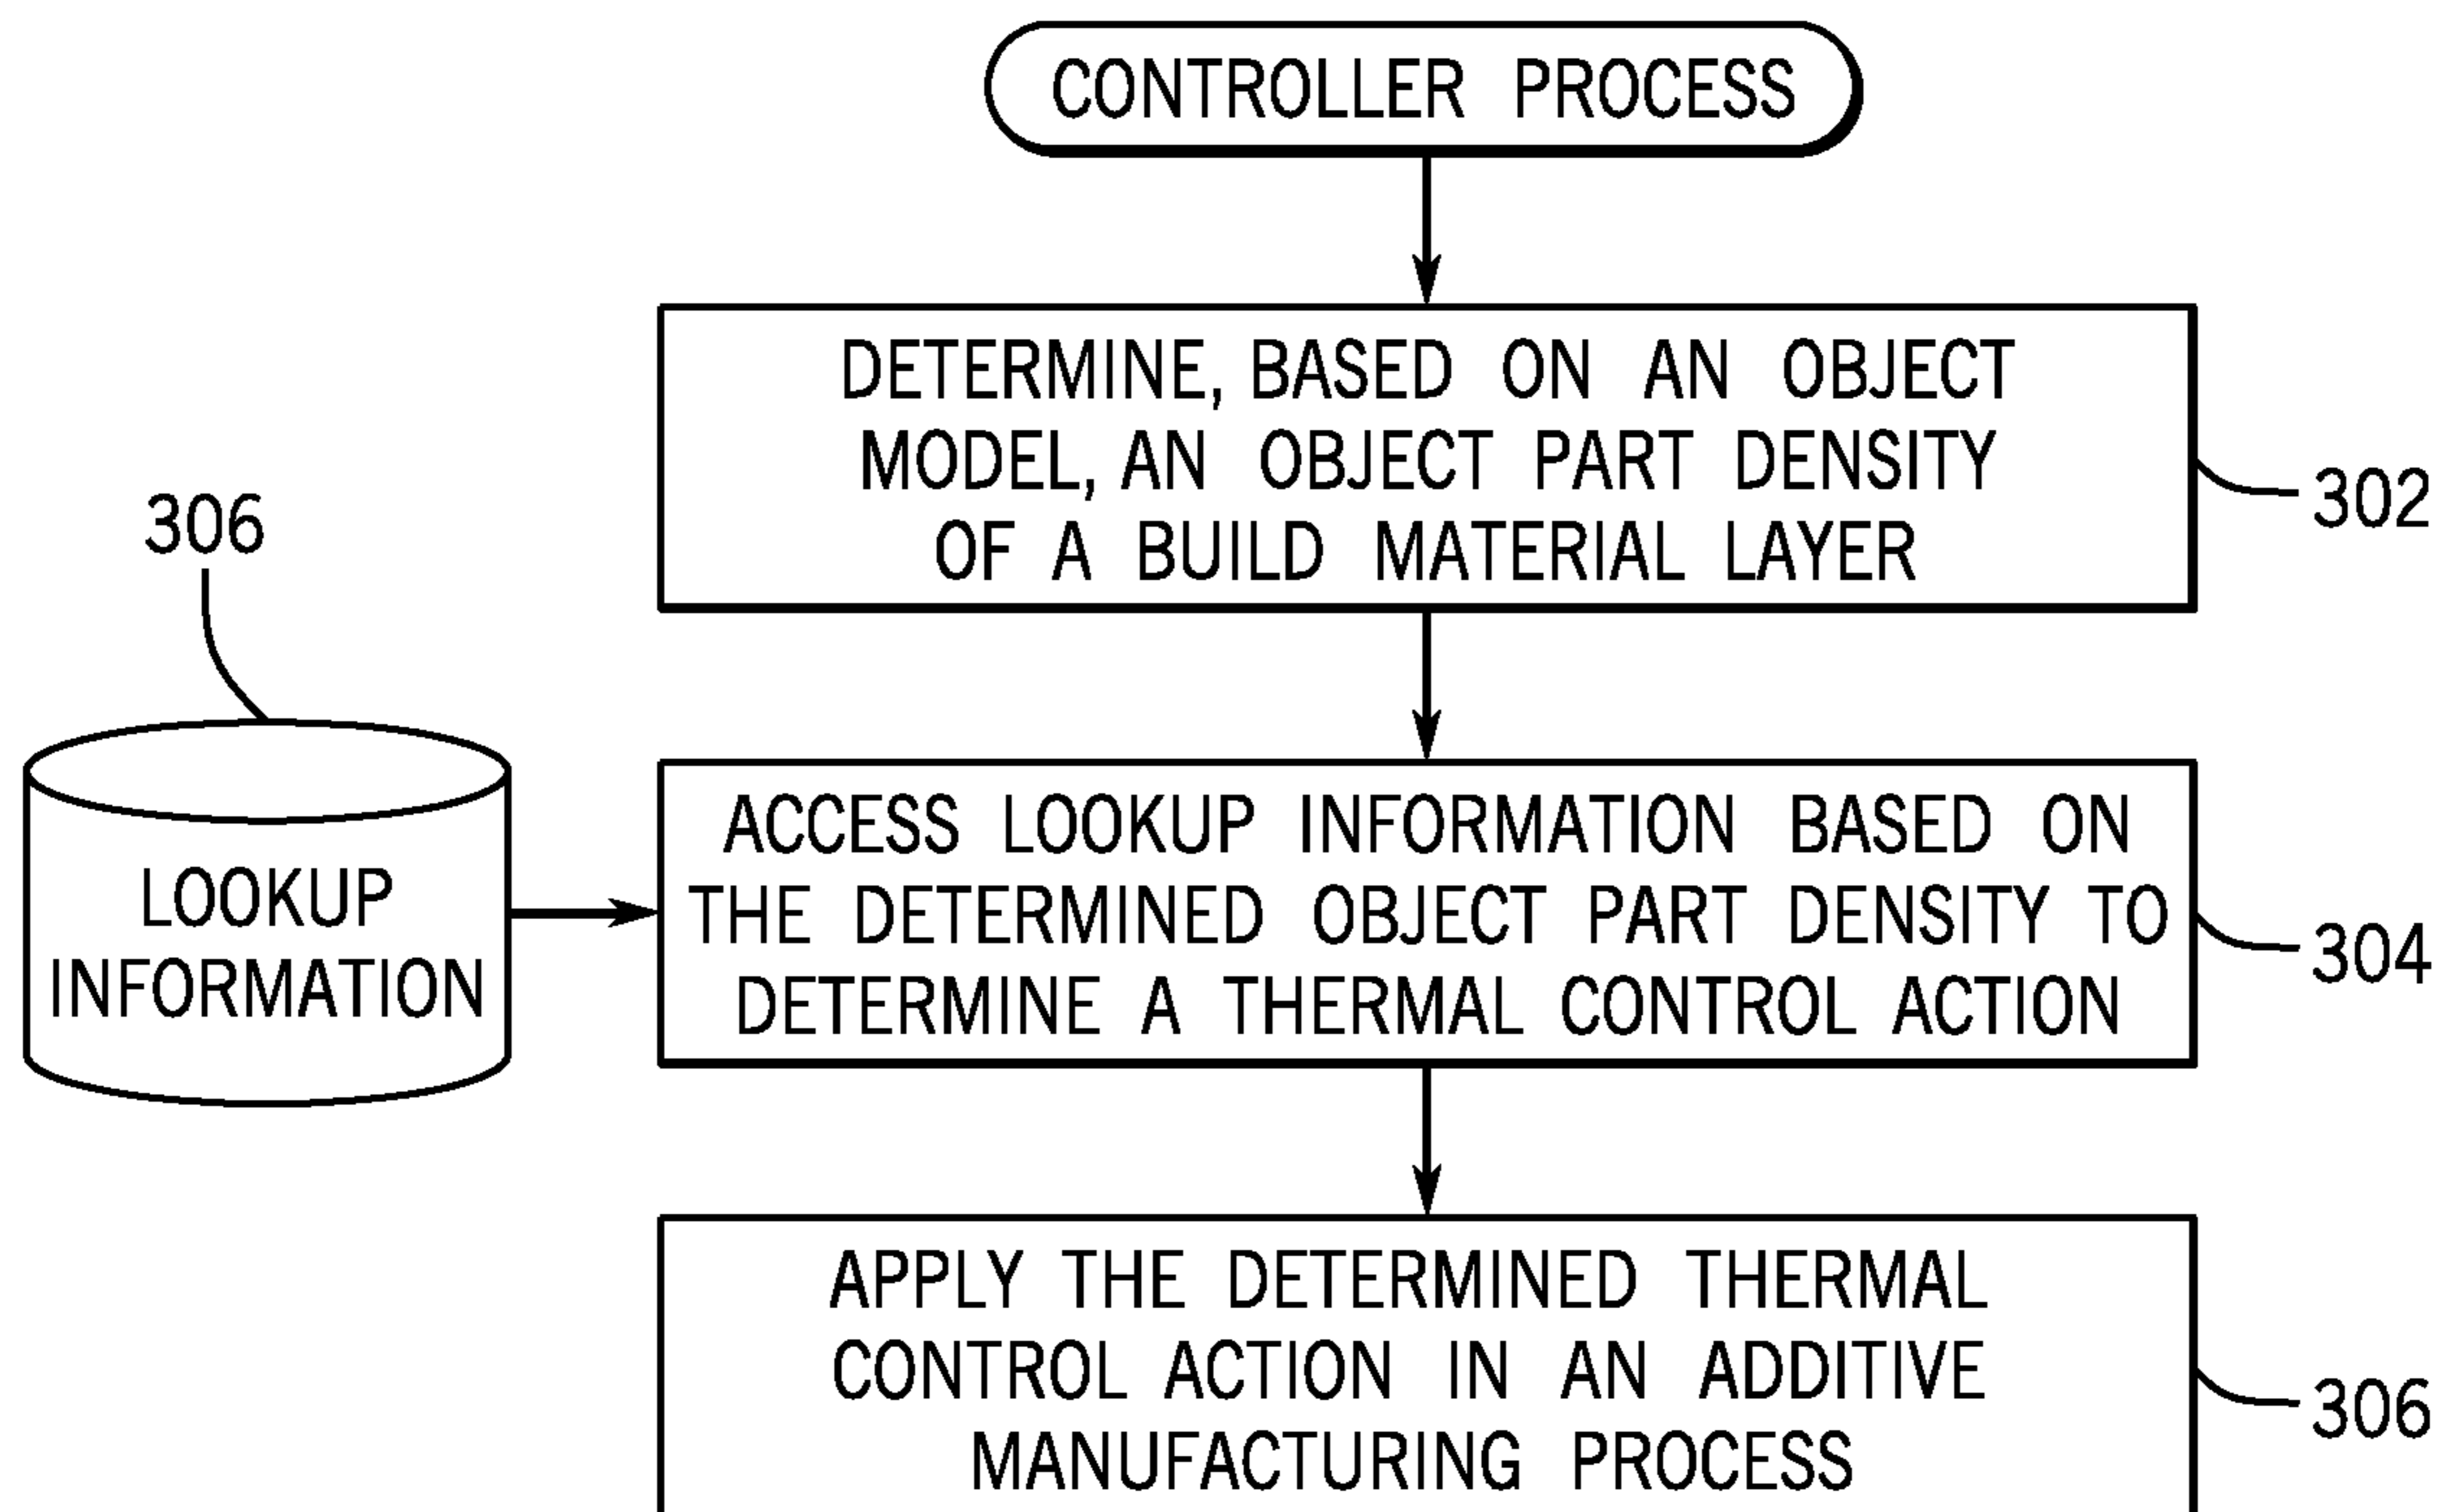 CONTROLLER PROCESS
DETERMINE, BASED ON AN OBJECT
MODEL, AN OBJECT PART DENSITY
OF A BUILD MATERIAL LAYER
302
306
LOOKUP
INFORMATION
ACCESS LOOKUP INFORMATION BASED ON
THE DETERMINED OBJECT PART DENSITY TO
DETERMINE A THERMAL CONTROL ACTION
304
APPLY THE DETERMINED THERMAL
CONTROL ACTION IN AN ADDITIVE
MANUFACTURING PROCESS
306